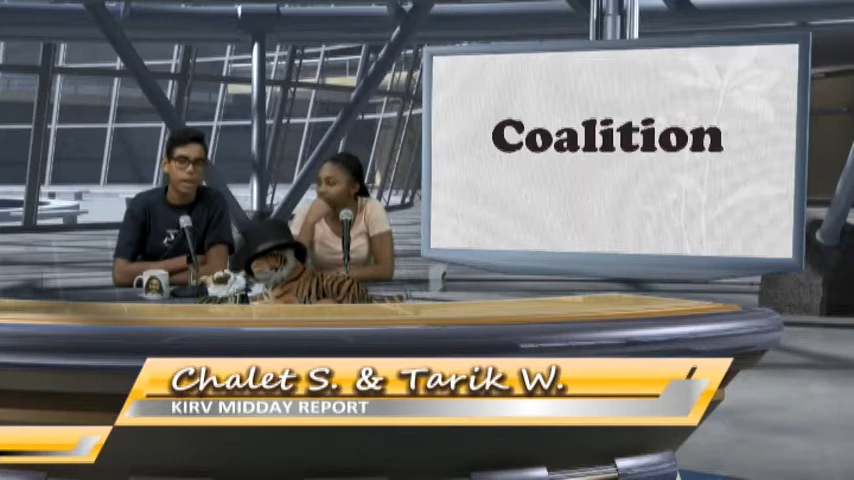 Coalition
Chalet S. & Tarik W.
KIRV MIDDAY REPORT